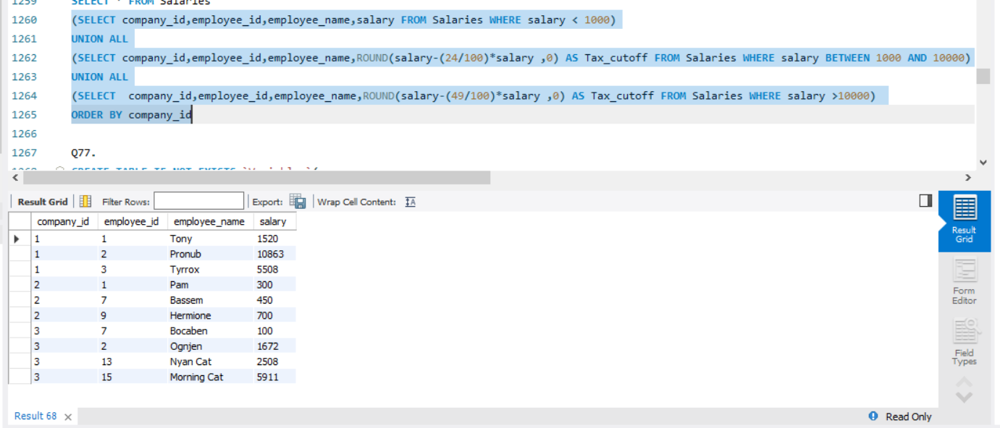 1259 SELECT * FROM Salaries
1260 (SELECT company_id,employee_id,employee_name,salary FROM Salaries WHERE salary < 1000)
1261 UNION ALL
1262 (SELECT company_id,employee_id,employee_name,ROUND(salary-(24/100)*salary ,0) AS Tax_cutoff FROM Salaries WHERE salary BETWEEN 1000 AND 10000)
1263 UNION ALL
1264 (SELECT  company_id,employee_id,employee_name,ROUND(salary-(49/100)*salary ,0) AS Tax_cutoff FROM Salaries WHERE salary >10000)
1265 ORDER BY company_id
1266
1267 Q77.
1268 CREATE TABLE IF NOT EXISTS `Variables`(
Result Grid Filter Rows: Export: Wrap Cell Content:
company_id employee_id employee_name salary
1 1 Tony 1520
1 2 Pronub 10863
1 3 Tyrrox 5508
2 1 Pam 300
2 7 Bassem 450
2 9 Hermione 700
3 7 Bocaben 100
3 2 Ognjen 1672
3 13 Nyan Cat 2508
3 15 Morning Cat 5911
Result
Grid
Form
Editor
Field
Types
Result 68 Read Only